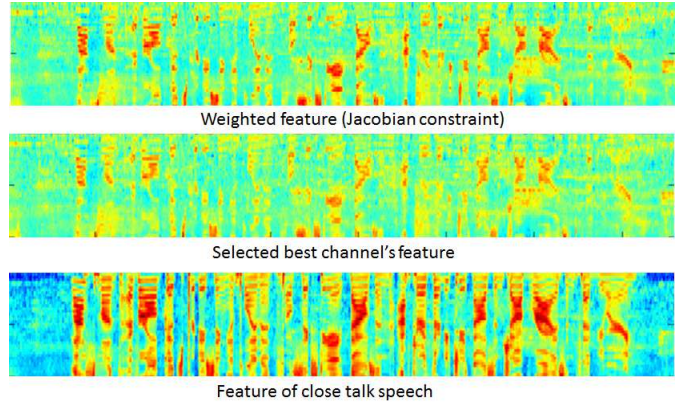 Weighted feature (Jacobian constraint)
Selected best channel's feature
Feature of close talk speech